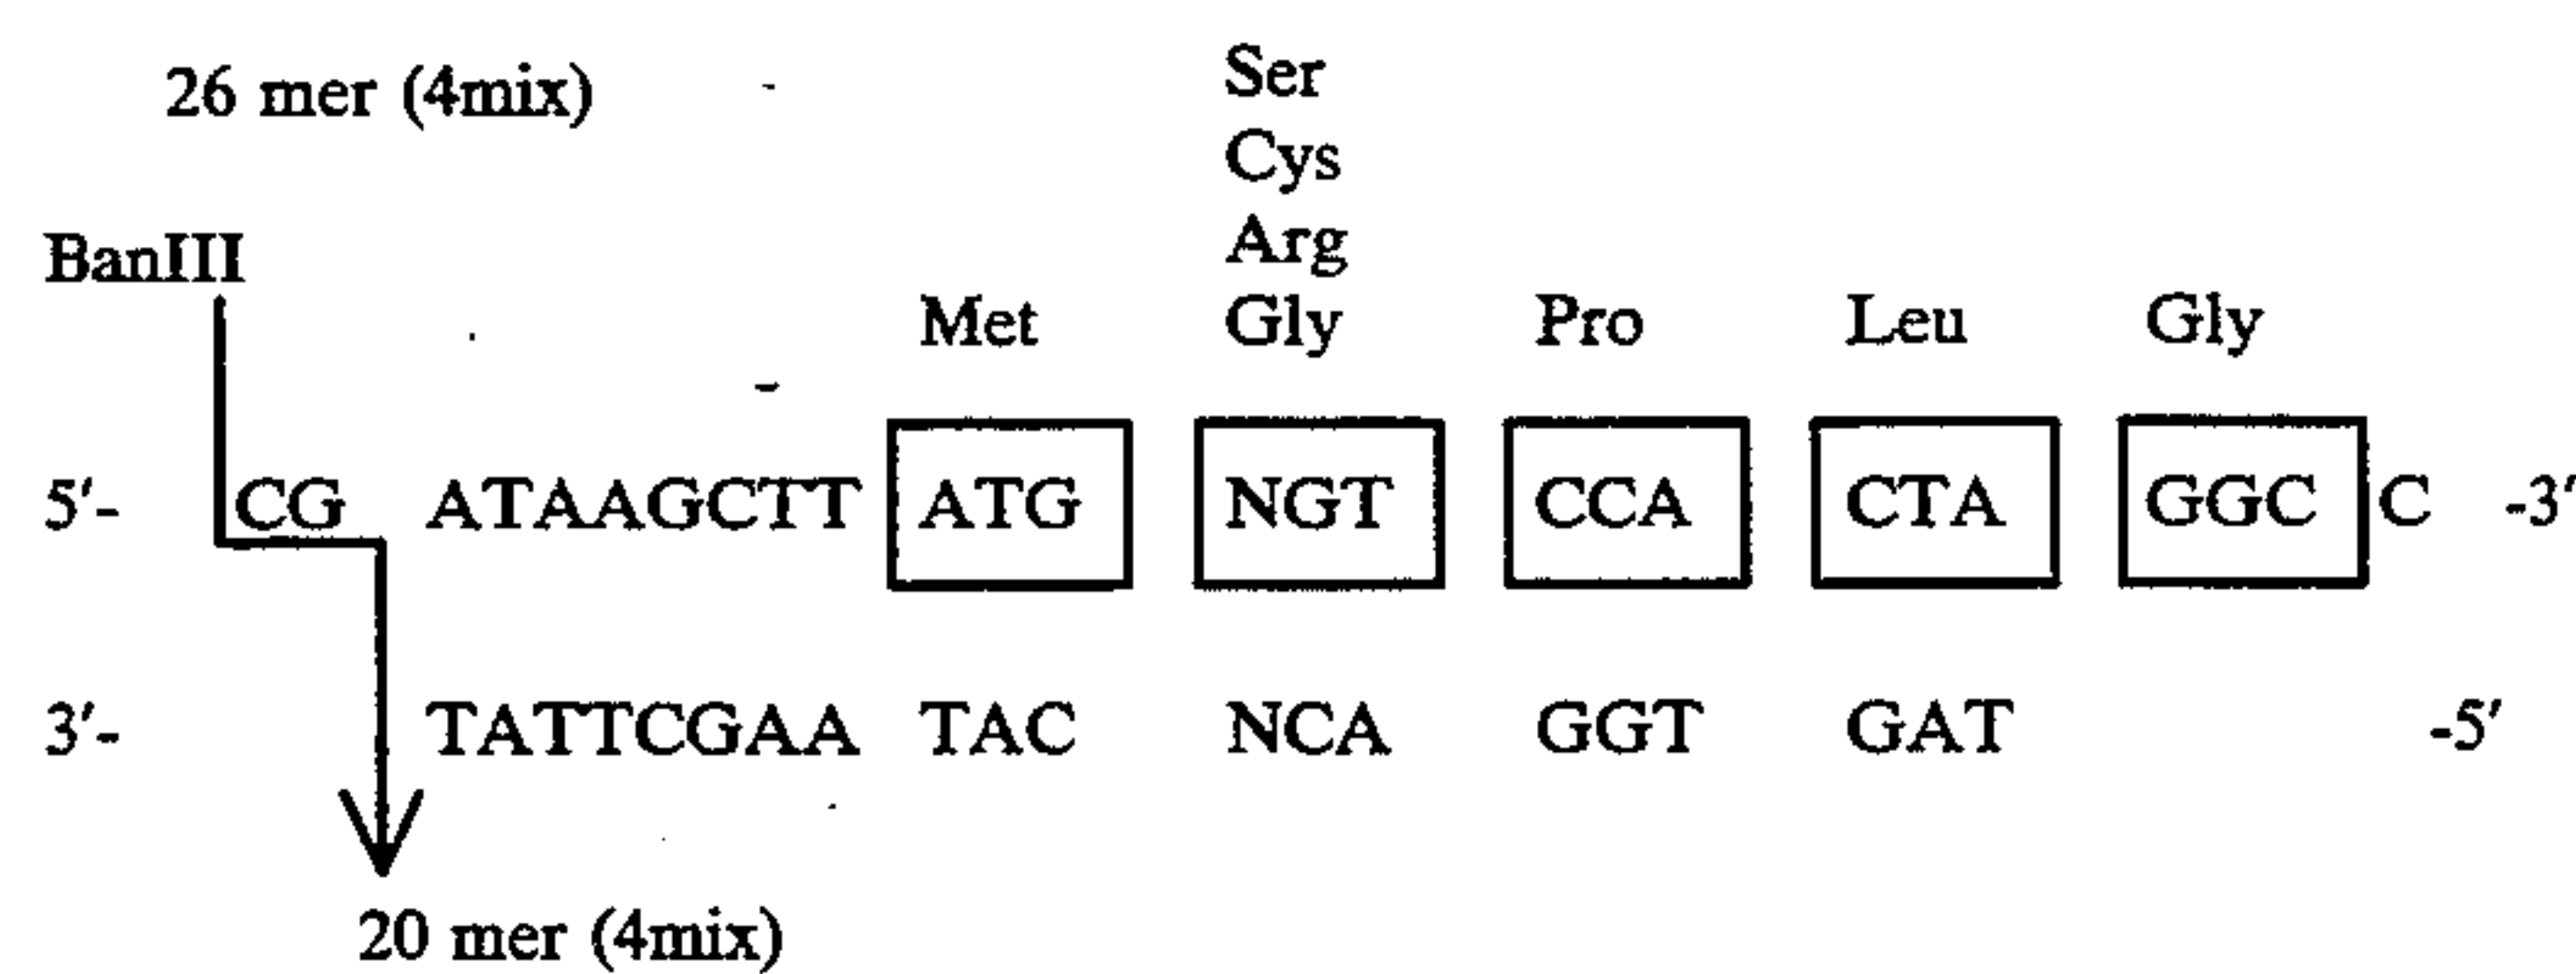 26 mer (4mix)
Ser
Cys
Arg
BanIII
Met Gly Pro Leu Gly
5'- CG ATAAGCTT ATG NGT CCA CTA GGC C -3'
3'- TATTCGAA TAC NCA GGT GAT -5'
20 mer (4mix)